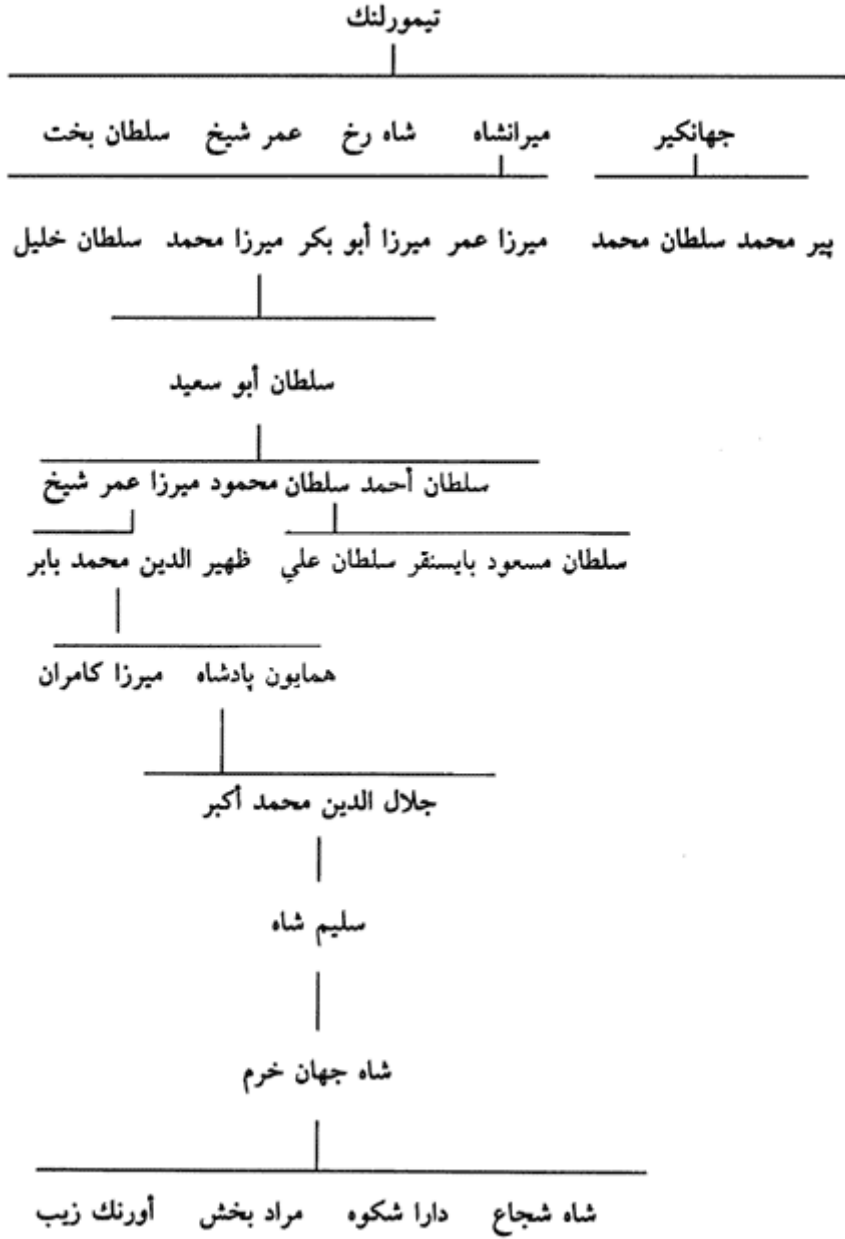 تيمورلنك
جهانكير ميرانشاه شاه رخ عمر شيخ سلطان بخت
پير محمد سلطان محمد ميرزا عمر ميرزا أبو بكر ميرزا محمد سلطان خليل
سلطان أبو سعيد
سلطان أحمد سلطان محمود ميرزا عمر شيخ
سلطان مسعود بايسنقر سلطان علي ظهير الدين محمد بابر
همايون پادشاه ميرزا كامران
جلال الدين محمد أكبر
سليم شاه
شاه جهان خرم
شاه شجاع دارا شكوه مراد بخش أورنك زيب